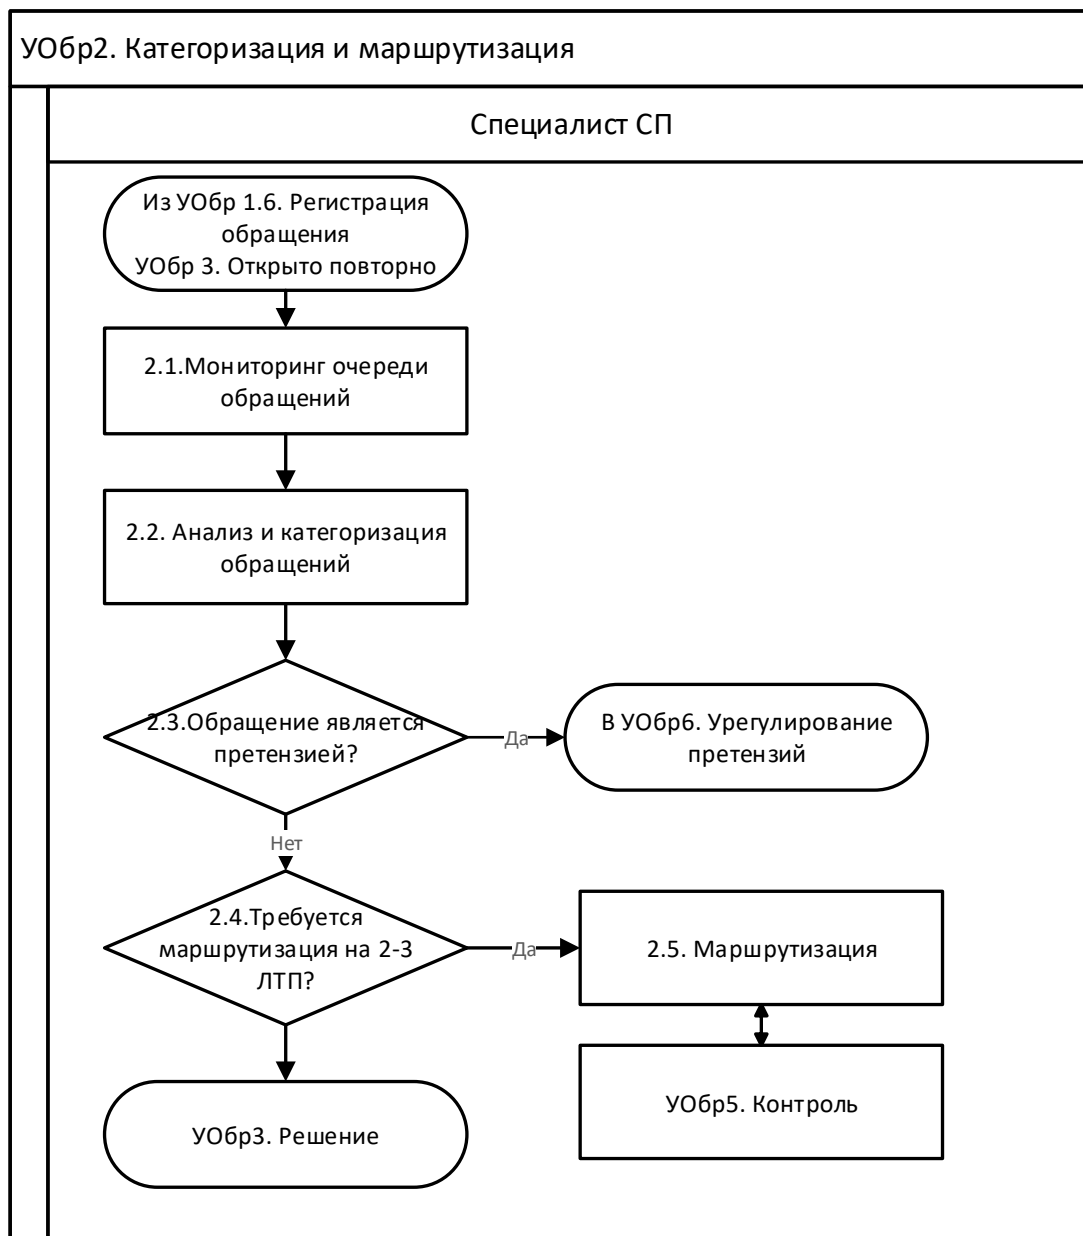 УОбр2. Категоризация и маршрутизация
Специалист СП
Из УОбр 1.6. Регистрация
обращения
УОбр 3. Открыто повторно
2.1.Мониторинг очереди
обращений
2.2. Анализ и категоризация
обращений
2.3.Обращение является
претензией?
Да
В УОбр6. Урегулирование
претензий
Нет
2.4.Требуется
маршрутизация на 2-3
ЛТП?
Да
2.5. Маршрутизация
УОбр5. Контроль
УОбр3. Решение